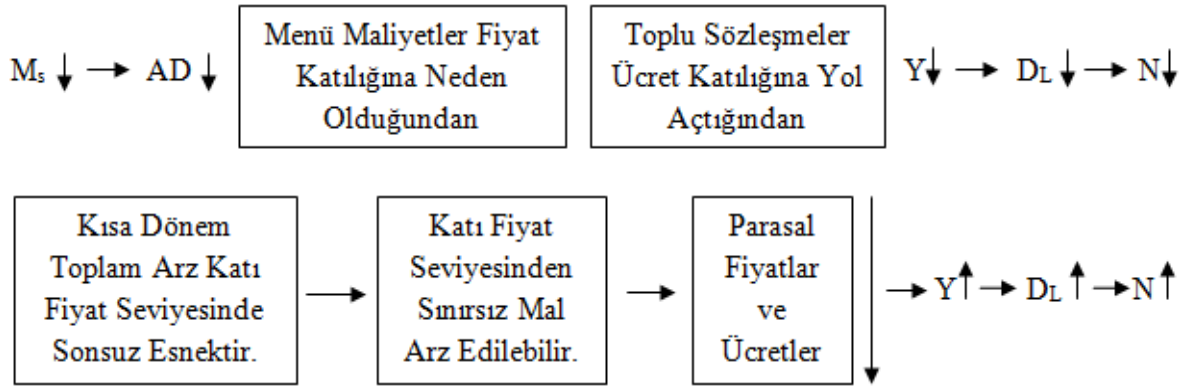 Mₛ ↓ → AD ↓
Menü Maliyetler Fiyat
Katılığına Neden
Olduğundan
Toplu Sözleşmeler
Ücret Katılığına Yol
Açtığından
Y↓ → D_L ↓ → N↓
Kısa Dönem
Toplam Arz Katı
Fiyat Seviyesinde
Sonsuz Esnektir.
→
Katı Fiyat
Seviyesinden
Sınırsız Mal
Arz Edilebilir.
→
Parasal
Fiyatlar
ve
Ücretler
↓
→ Y↑ → D_L ↑ → N↑